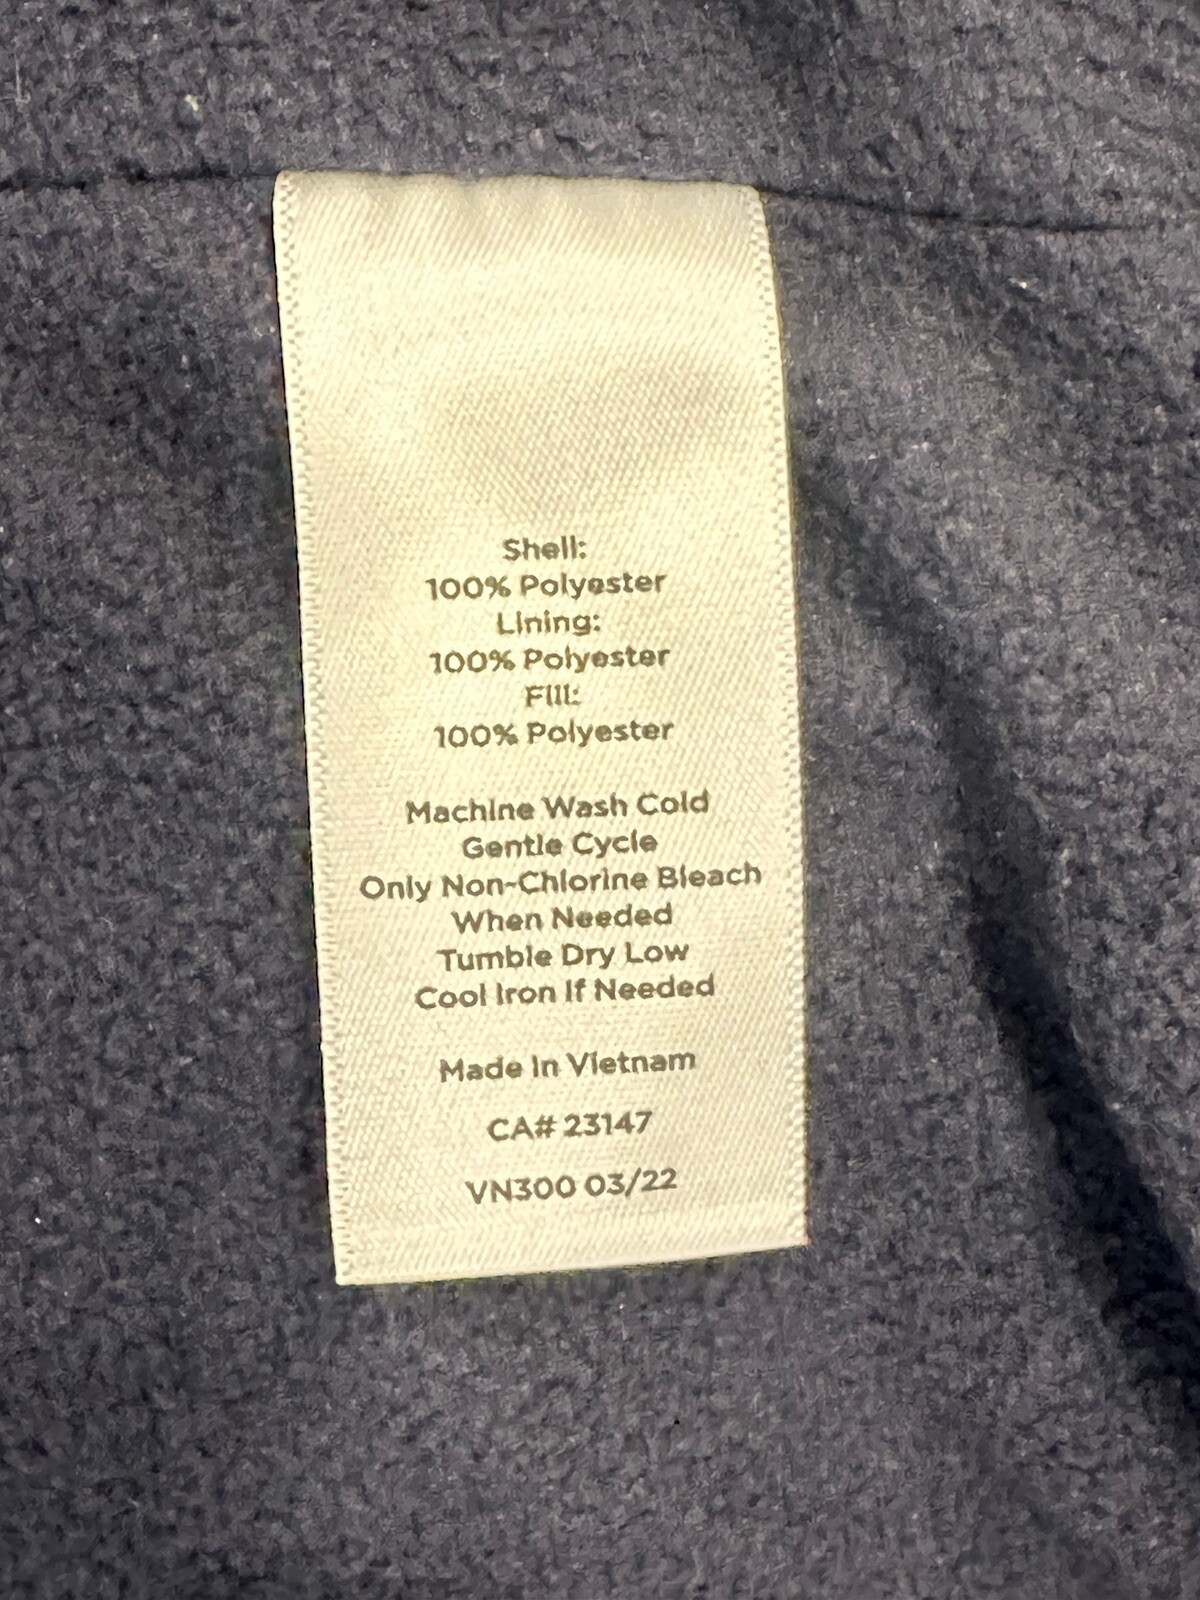 Shell:
100% Polyester
Lining:
100% Polyester
Fill:
100% Polyester
Machine Wash Cold
Gentle Cycle
Only Non-Chlorine Bleach
When Needed
Tumble Dry Low
Cool Iron If Needed
Made In Vietnam
CA# 23147
VN300 03/22